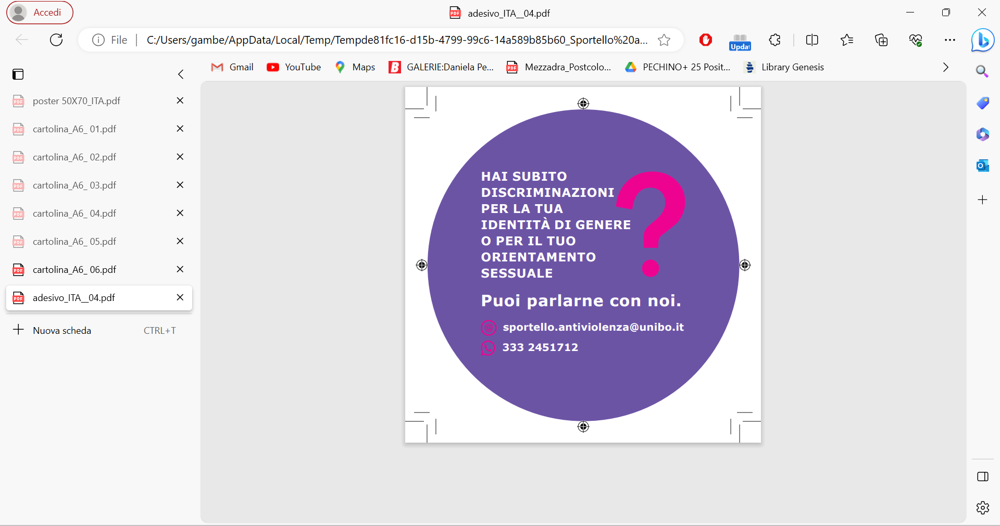 Accedi
adesivo_ITA__04.pdf
File
C:/Users/gambe/AppData/Local/Temp/Tempde81fc16-d15b-4799-99c6-14a589b85b60_Sportello%20a...
Updat
Gmail
YouTube
Maps
GALERIE:Daniela Pe...
Mezzadra_Postcolo...
PECHINO+ 25 Posit...
Library Genesis
poster 50X70_ITA.pdf
cartolina_A6_ 01.pdf
cartolina_A6_ 02.pdf
cartolina_A6_ 03.pdf
cartolina_A6_ 04.pdf
cartolina_A6_ 05.pdf
cartolina_A6_ 06.pdf
adesivo_ITA__04.pdf
Nuova scheda CTRL+T
HAI SUBITO
DISCRIMINAZIONI
PER LA TUA
IDENTITÀ DI GENERE
O PER IL TUO
ORIENTAMENTO
SESSUALE
?
Puoi parlarne con noi.
@ sportello.antiviolenza@unibo.it
333 2451712